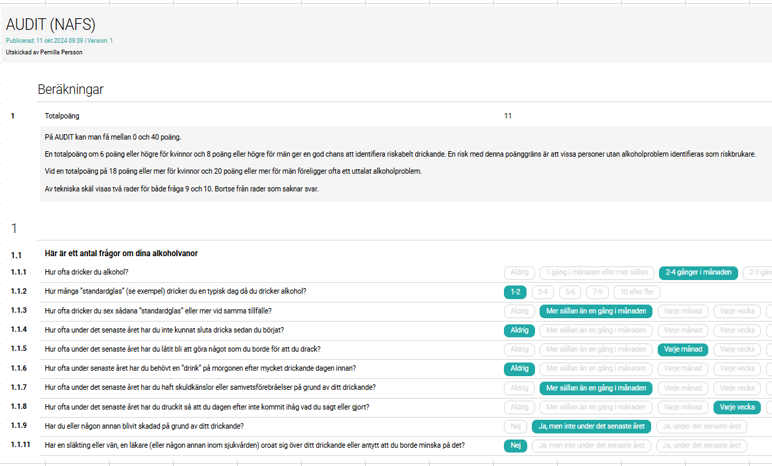 AUDIT (NAFS)
Publicerad: 11 okt 2024 09:39 | Version: 1
Utskickad av Pernilla Persson
Beräkningar
1 Totalpoäng 11
På AUDIT kan man få mellan 0 och 40 poäng.
En totalpoäng om 6 poäng eller högre för kvinnor och 8 poäng eller högre för män ger en god chans att identifiera riskabelt drickande. En risk med denna poänggräns är att vissa personer utan alkoholproblem identifieras som riskbrukare.
Vid en totalpoäng på 18 poäng eller mer för kvinnor och 20 poäng eller mer för män föreligger ofta ett uttalat alkoholproblem.
Av tekniska skäl visas två rader för både fråga 9 och 10. Bortse från rader som saknar svar.
1
1.1 Här är ett antal frågor om dina alkoholvanor
1.1.1 Hur ofta dricker du alkohol? Aldrig 1 gång i månaden eller mer sällan 2-4 gånger i månaden 2-3 gån
1.1.2 Hur många "standardglas" (se exempel) dricker du en typisk dag då du dricker alkohol? 1-2 3-4 5-6 7-9 10 eller fler
1.1.3 Hur ofta dricker du sex sådana "standardglas" eller mer vid samma tillfälle? Aldrig Mer sällan än en gång i månaden Varje månad Varje vecka
1.1.4 Hur ofta under det senaste året har du inte kunnat sluta dricka sedan du börjat? Aldrig Mer sällan än en gång i månaden Varje månad Varje vecka
1.1.5 Hur ofta under det senaste året har du låtit bli att göra något som du borde för att du drack? Aldrig Mer sällan än en gång i månaden Varje månad Varje vecka
1.1.6 Hur ofta under senaste året har du behövt en "drink" på morgonen efter mycket drickande dagen innan? Aldrig Mer sällan än en gång i månaden Varje månad Varje vecka
1.1.7 Hur ofta under det senaste året har du haft skuldkänslor eller samvetsförebråelser på grund av ditt drickande? Aldrig Mer sällan än en gång i månaden Varje månad Varje vecka
1.1.8 Hur ofta under det senaste året har du druckit så att du dagen efter inte kommit ihåg vad du sagt eller gjort? Aldrig Mer sällan än en gång i månaden Varje månad Varje vecka
1.1.9 Har du eller någon annan blivit skadad på grund av ditt drickande? Nej Ja, men inte under det senaste året Ja, under det senaste året
1.1.11 Har en släkting eller vän, en läkare (eller någon annan inom sjukvården) oroat sig över ditt drickande eller antytt att du borde minska på det? Nej Ja, men inte under det senaste året Ja, under det senaste året